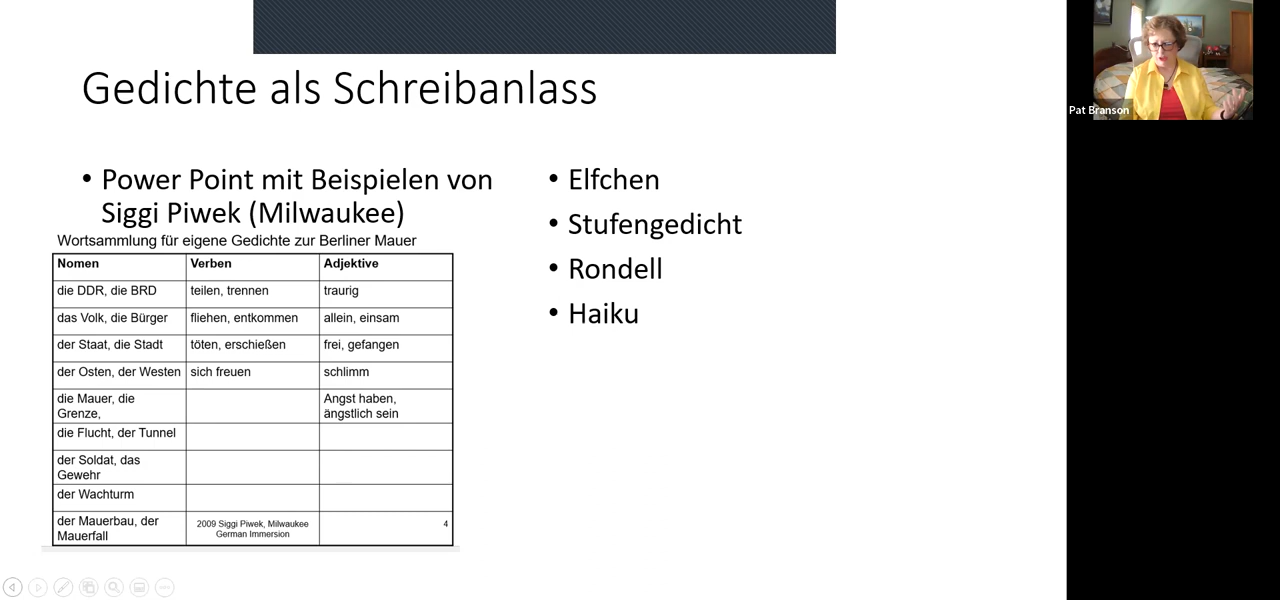 Gedichte als Schreibanlass
• Power Point mit Beispielen von
Siggi Piwek (Milwaukee)
Wortsammlung für eigene Gedichte zur Berliner Mauer
Nomen Verben Adjektive
die DDR, die BRD teilen, trennen traurig
das Volk, die Bürger fliehen, entkommen allein, einsam
der Staat, die Stadt töten, erschießen frei, gefangen
der Osten, der Westen sich freuen schlimm
die Mauer, die Angst haben,
Grenze, ängstlich sein
die Flucht, der Tunnel
der Soldat, das
Gewehr
der Wachturm
der Mauerbau, der 2009 Siggi Piwek, Milwaukee 4
Mauerfall German Immersion
• Elfchen
• Stufengedicht
• Rondell
• Haiku
Pat Branson